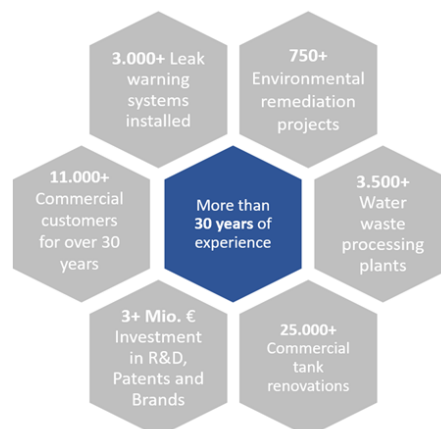 3.000+ Leak
warning
systems
installed
750+
Environmental
remediation
projects
11.000+
Commercial
customers
for over 30
years
More than
30 years of
experience
3.500+
Water
waste
processing
plants
3+ Mio. €
Investment
in R&D,
Patents and
Brands
25.000+
Commercial
tank
renovations